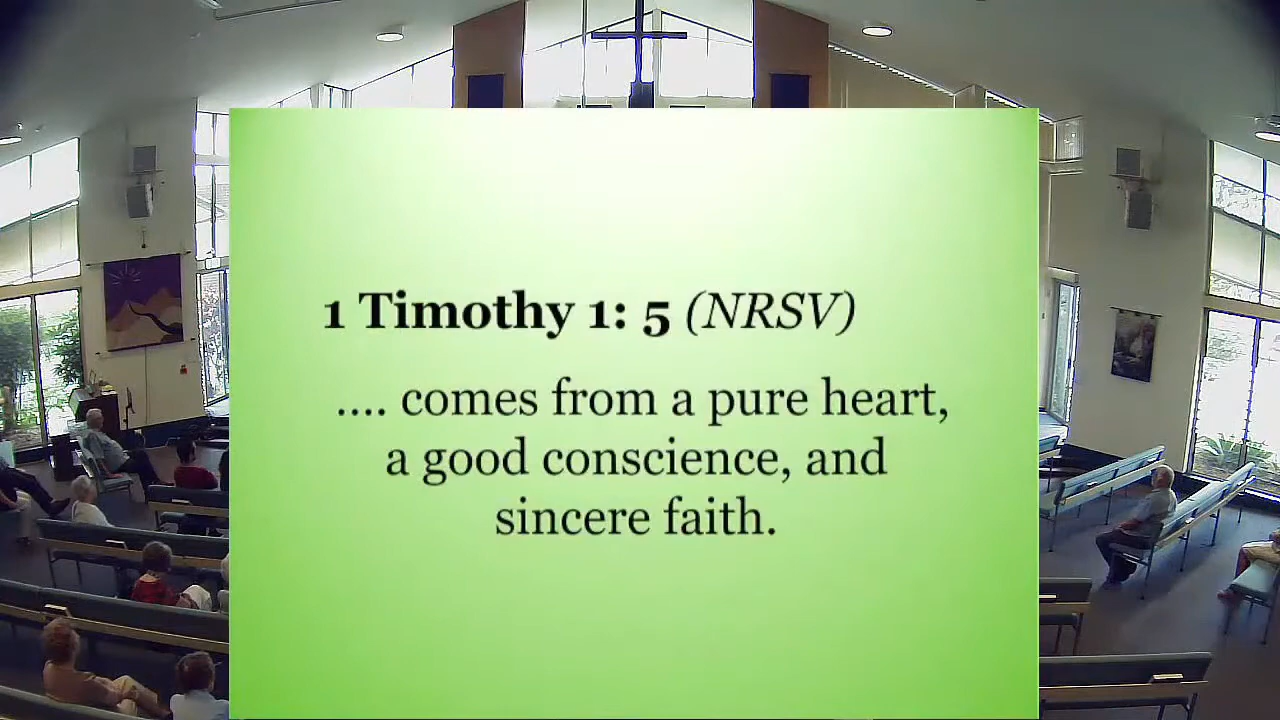 1 Timothy 1: 5 (NRSV)
.... comes from a pure heart,
a good conscience, and
sincere faith.